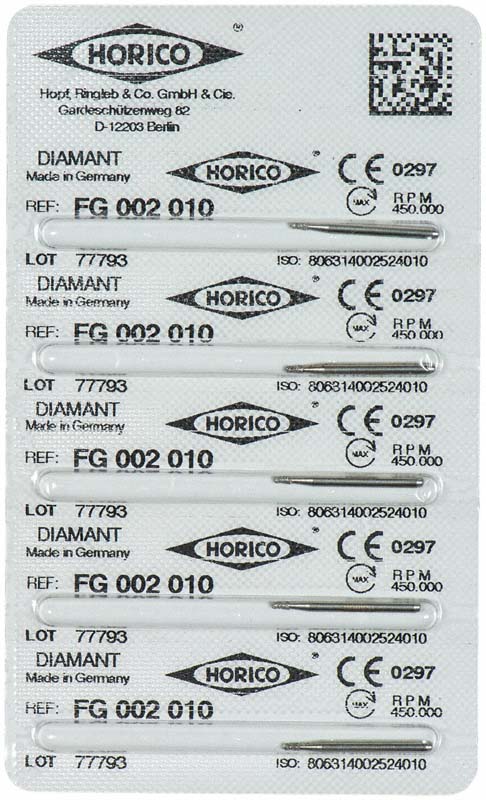 HORICO ®
Hopf, Ringleb & Co. GmbH & Cie.
Gardeschützenweg 82
D-12203 Berlin
DIAMANT HORICO ® CE 0297
Made in Germany
REF: FG 002 010 MAX RPM 450.000
LOT 77793 ISO: 806314002524010
DIAMANT HORICO ® CE 0297
Made in Germany
REF: FG 002 010 MAX RPM 450.000
LOT 77793 ISO: 806314002524010
DIAMANT HORICO ® CE 0297
Made in Germany
REF: FG 002 010 MAX RPM 450.000
LOT 77793 ISO: 806314002524010
DIAMANT HORICO ® CE 0297
Made in Germany
REF: FG 002 010 MAX RPM 450.000
LOT 77793 ISO: 806314002524010
DIAMANT HORICO ® CE 0297
Made in Germany
REF: FG 002 010 MAX RPM 450.000
LOT 77793 ISO: 806314002524010